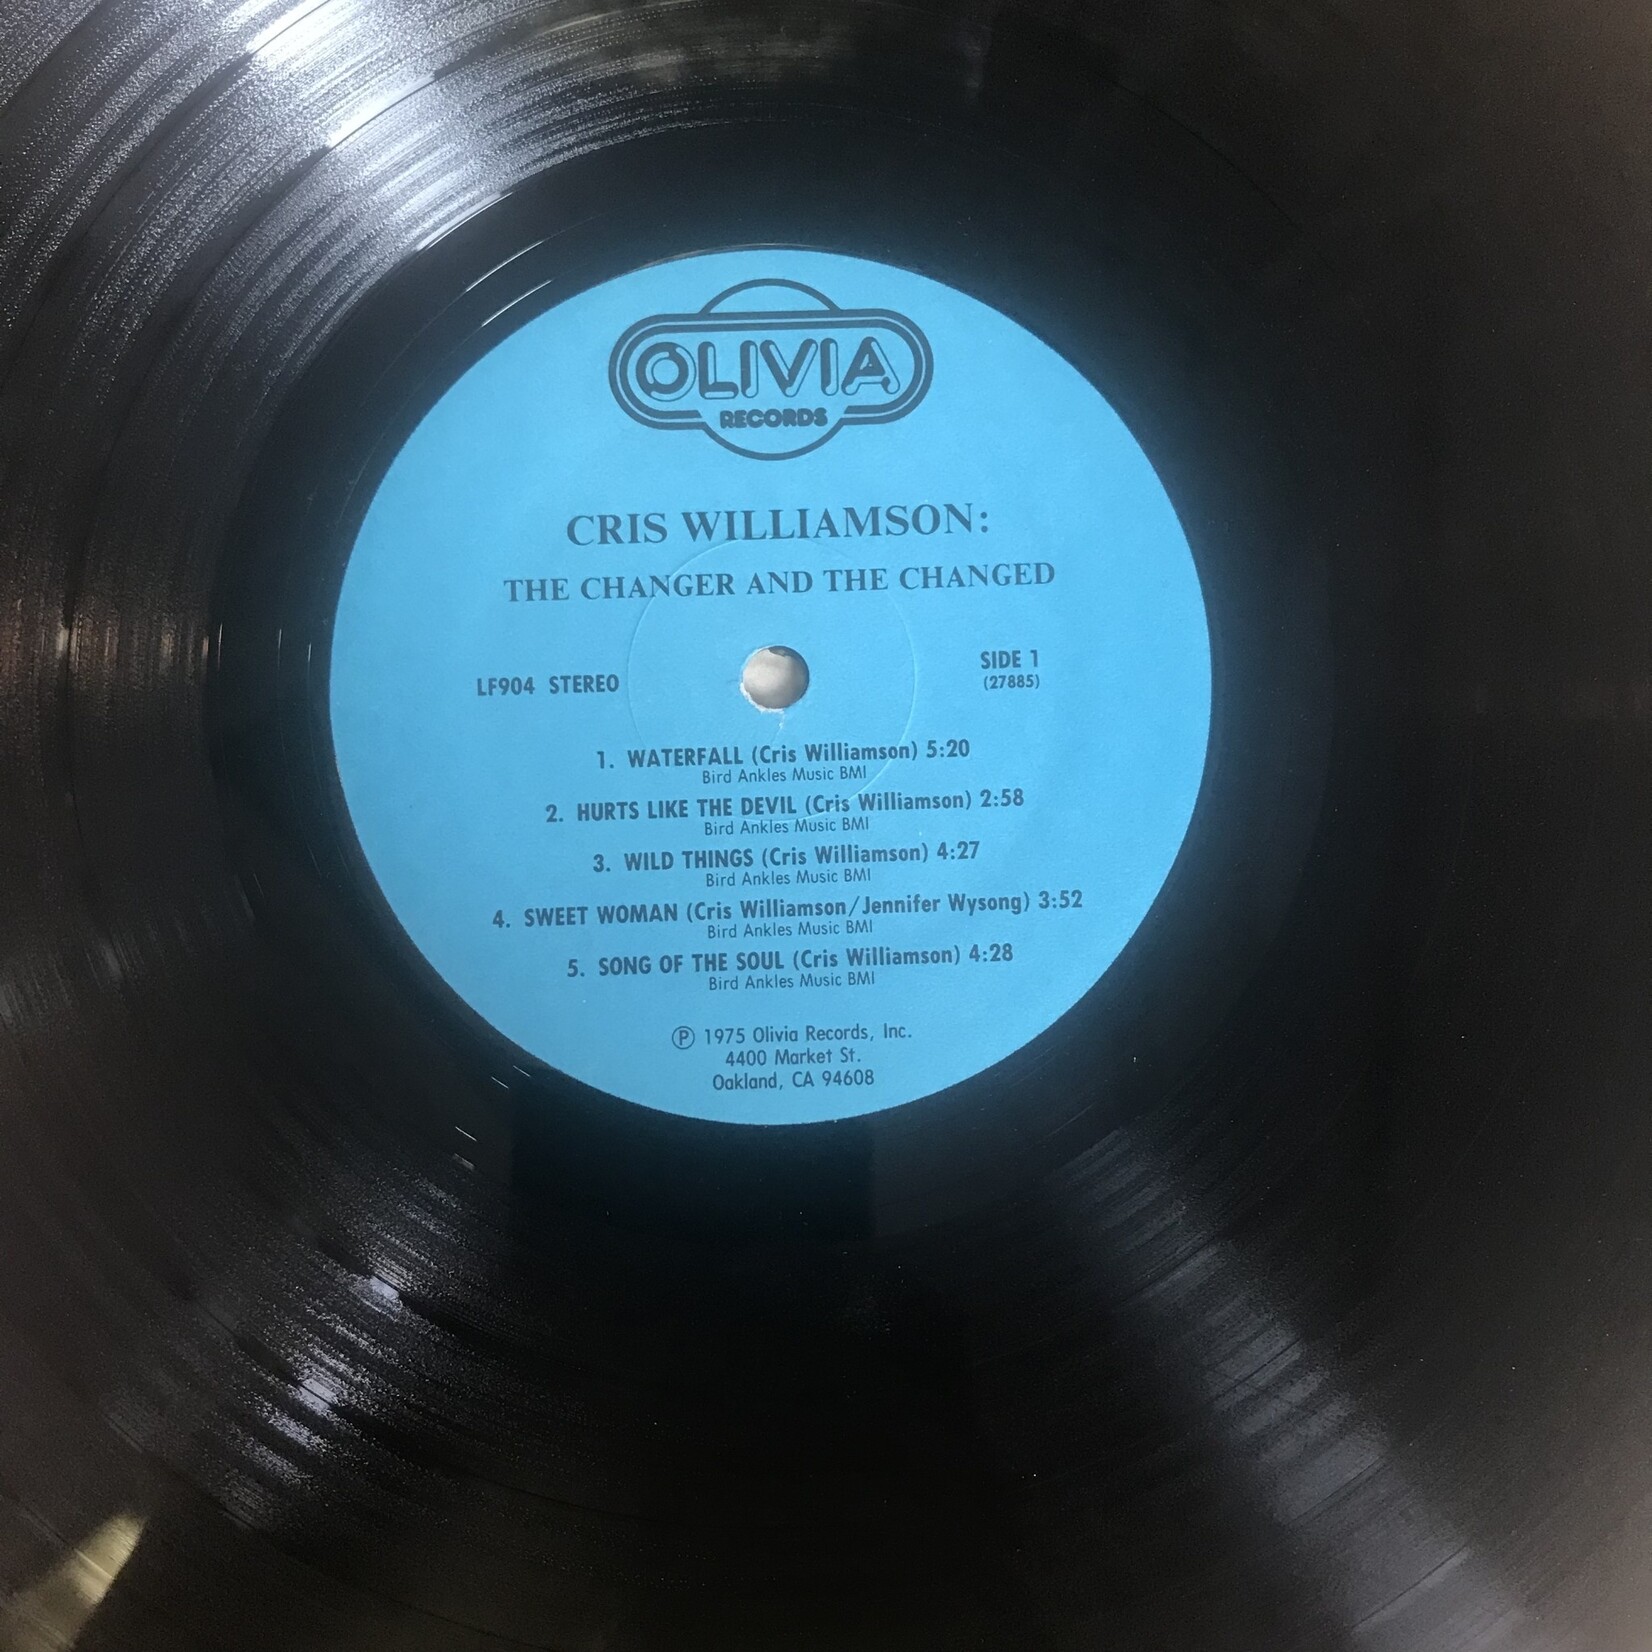 OLIVIA
RECORDS
CRIS WILLIAMSON:
THE CHANGER AND THE CHANGED
LF904 STEREO
SIDE 1
(27885)
1. WATERFALL (Cris Williamson) 5:20
Bird Ankles Music BMI
2. HURTS LIKE THE DEVIL (Cris Williamson) 2:58
Bird Ankles Music BMI
3. WILD THINGS (Cris Williamson) 4:27
Bird Ankles Music BMI
4. SWEET WOMAN (Cris Williamson/Jennifer Wysong) 3:52
Bird Ankles Music BMI
5. SONG OF THE SOUL (Cris Williamson) 4:28
Bird Ankles Music BMI
Ⓟ 1975 Olivia Records, Inc.
4400 Market St.
Oakland, CA 94608